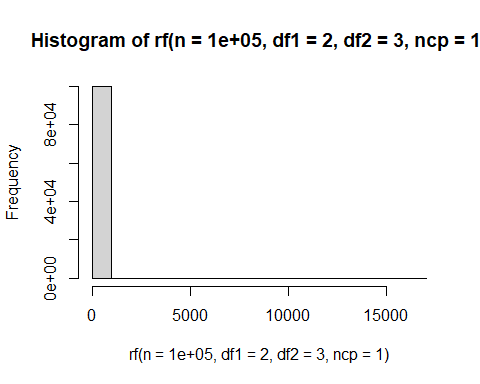 Histogram of rf(n = 1e+05, df1 = 2, df2 = 3, ncp = 1
Frequency
8e+04
4e+04
0e+00
0 5000 10000 15000
rf(n = 1e+05, df1 = 2, df2 = 3, ncp = 1)